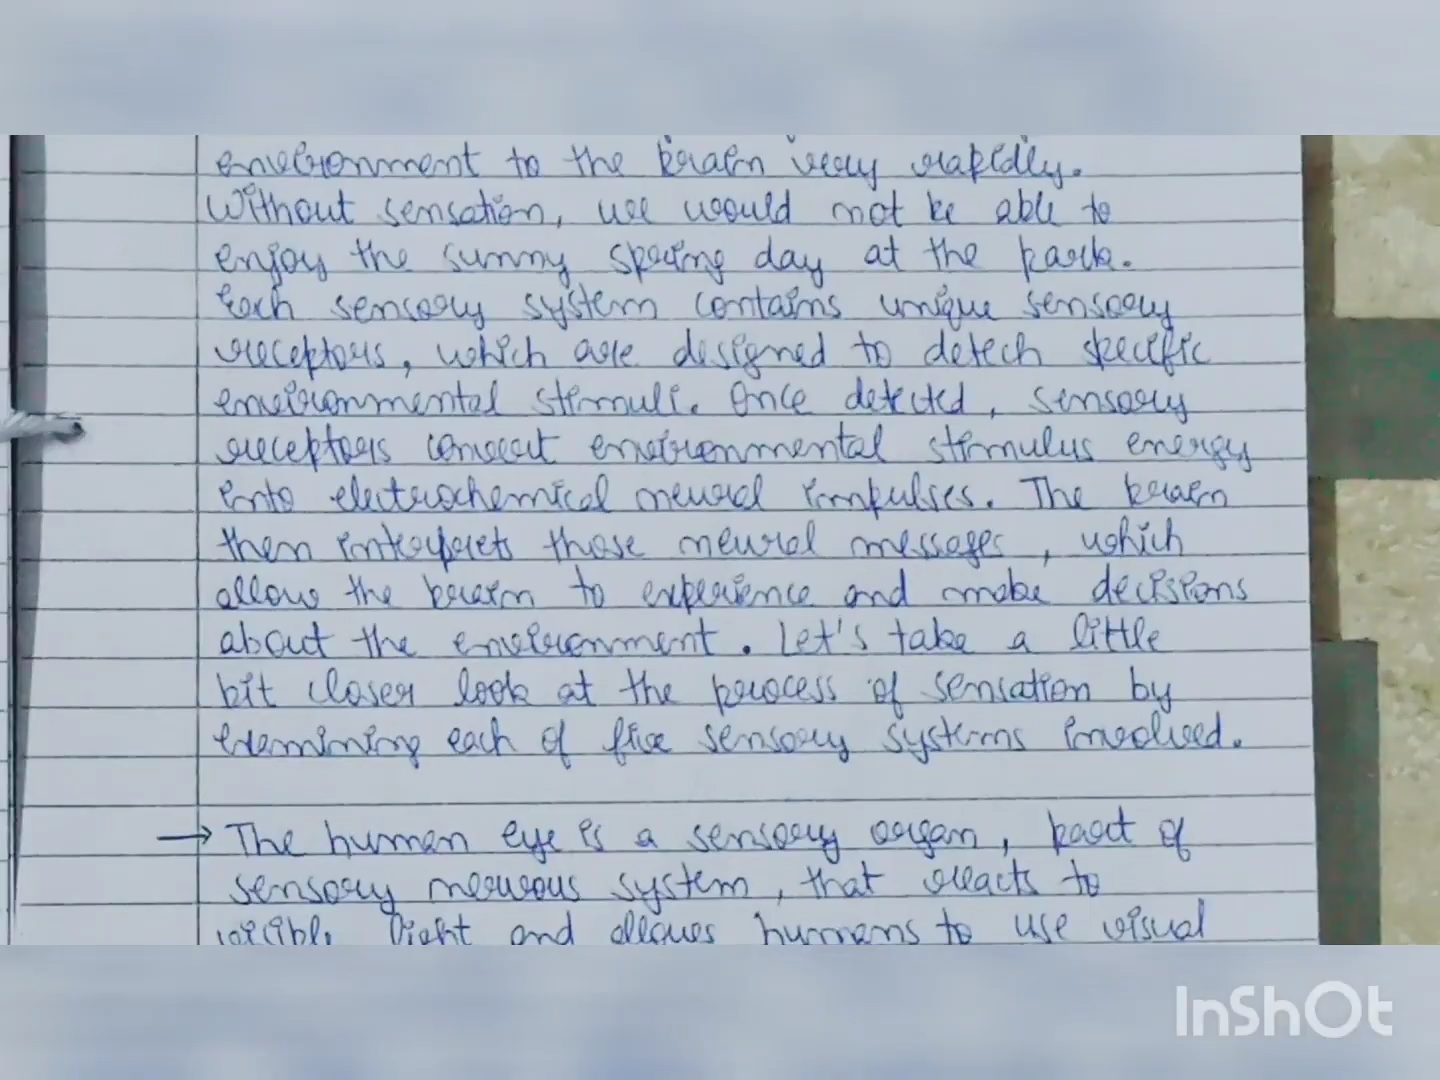 environment to the brain very rapidly.
Without sensation, we would not be able to
enjoy the sunny spring day at the park.
Each sensory system contains unique sensory
receptors, which are designed to detech specific
environmental stimuli. Once detected, sensory
receptors convert environmental stimulus energy
into electrochemical neural impulses. The brain
then interprets those neural messages, which
allow the brain to experience and make decisions
about the environment. Let's take a little
bit closer look at the process of sensation by
examining each of five sensory systems involved.
→ The human eye is a sensory organ, part of
sensory nervous system, that reacts to
visible light and allows humans to use visual
InShOt